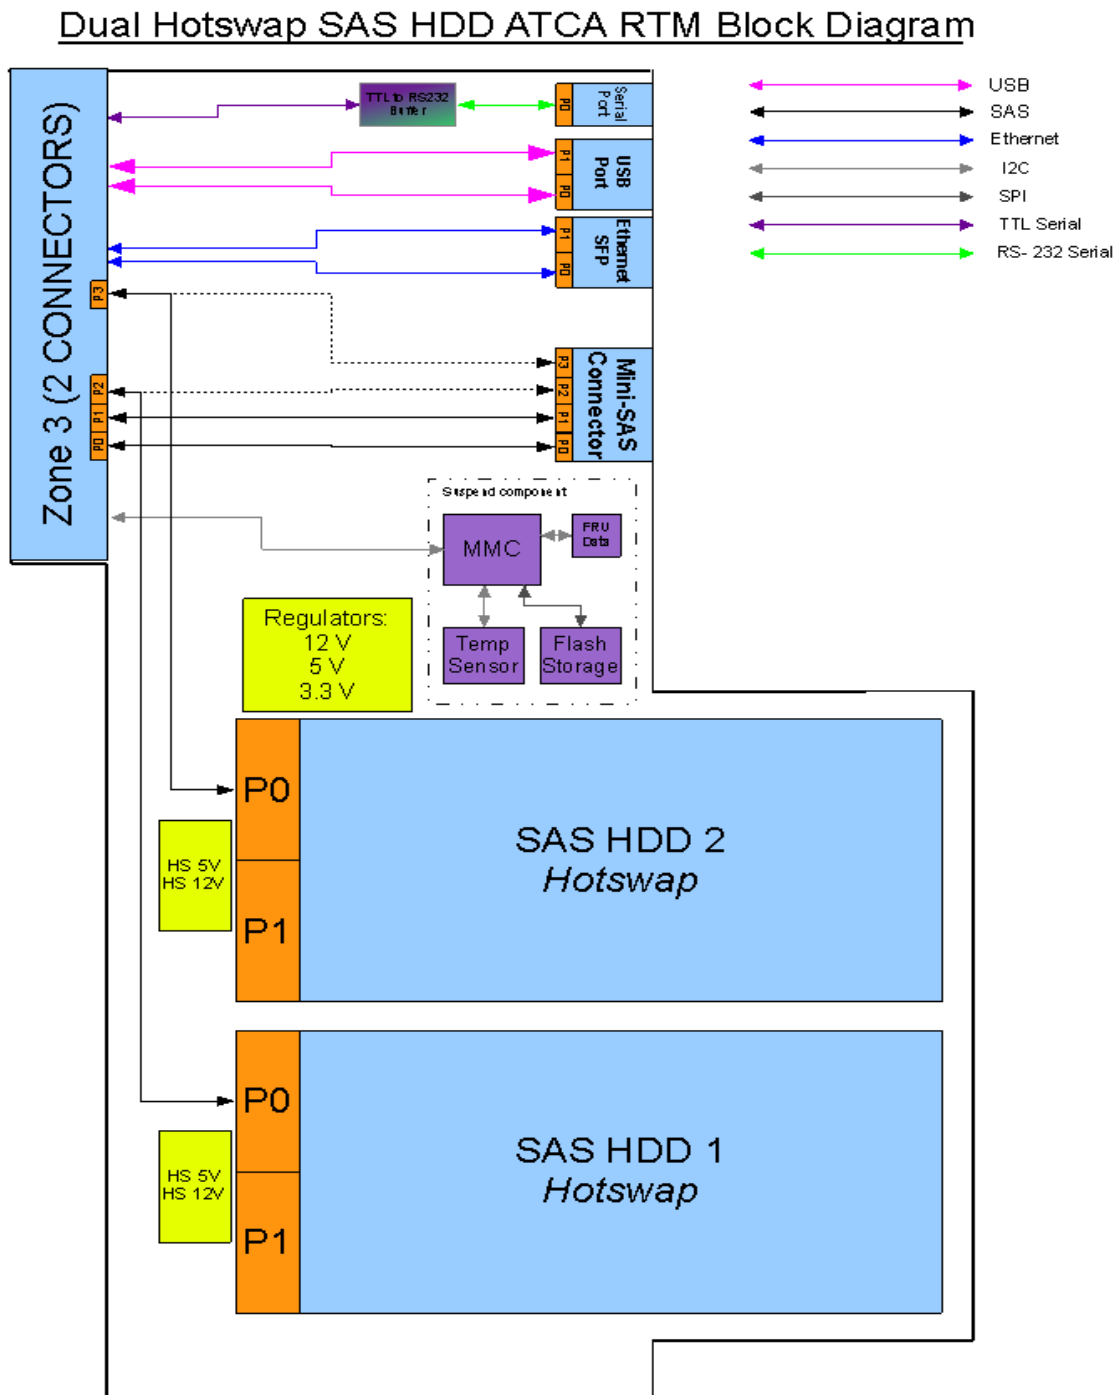 Dual Hotswap SAS HDD ATCA RTM Block Diagram
USB
SAS
Ethernet
I2C
SPI
TTL Serial
RS- 232 Serial
Zone 3 (2 CONNECTORS)
P3
P2
P1
P0
TTL to RS232
Buffer
P0
Serial
Port
P1
P0
USB
Port
P1
P0
Ethernet
SFP
P3
P2
P1
P0
Mini-SAS
Connector
Suspend component
MMC
FRU
Data
Temp
Sensor
Flash
Storage
Regulators:
12 V
5 V
3.3 V
P0
P1
HS 5V
HS 12V
SAS HDD 2
Hotswap
P0
P1
HS 5V
HS 12V
SAS HDD 1
Hotswap